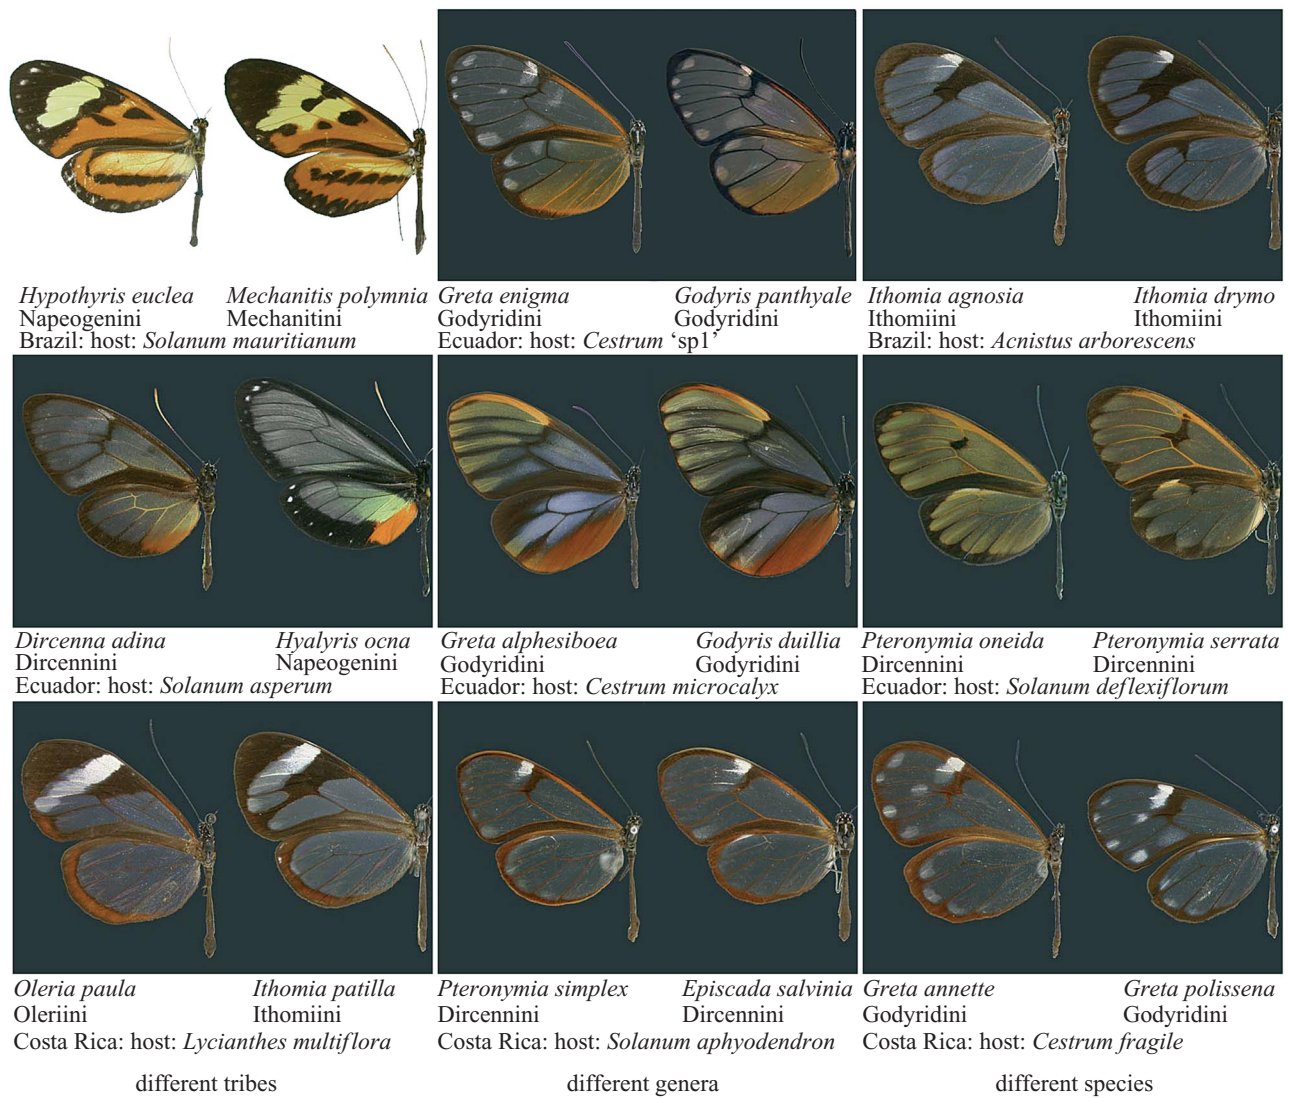 Hypothyris euclea Mechanitis polymnia Greta enigma Godyris panthyale Ithomia agnosia Ithomia drymo
Napeogenini Mechanitini Godyridini Godyridini Ithomiini Ithomiini
Brazil: host: Solanum mauritianum Ecuador: host: Cestrum ‘sp1’ Brazil: host: Acnistus arborescens
Dircenna adina Hyalyris ocna Greta alphesiboea Godyris duillia Pteronymia oneida Pteronymia serrata
Dircennini Napeogenini Godyridini Godyridini Dircennini Dircennini
Ecuador: host: Solanum asperum Ecuador: host: Cestrum microcalyx Ecuador: host: Solanum deflexiflorum
Oleria paula Ithomia patilla Pteronymia simplex Episcada salvinia Greta annette Greta polissena
Oleriini Ithomiini Dircennini Dircennini Godyridini Godyridini
Costa Rica: host: Lycianthes multiflora Costa Rica: host: Solanum aphyodendron Costa Rica: host: Cestrum fragile
different tribes different genera different species